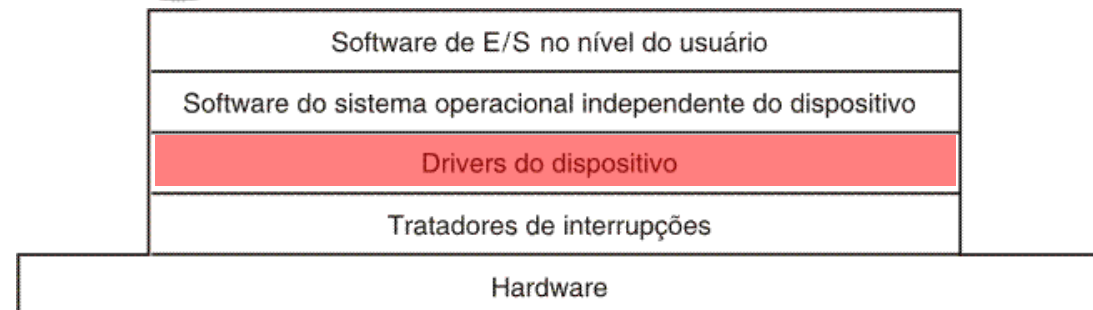 Software de E/S no nível do usuário
Software do sistema operacional independente do dispositivo
Drivers do dispositivo
Tratadores de interrupções
Hardware